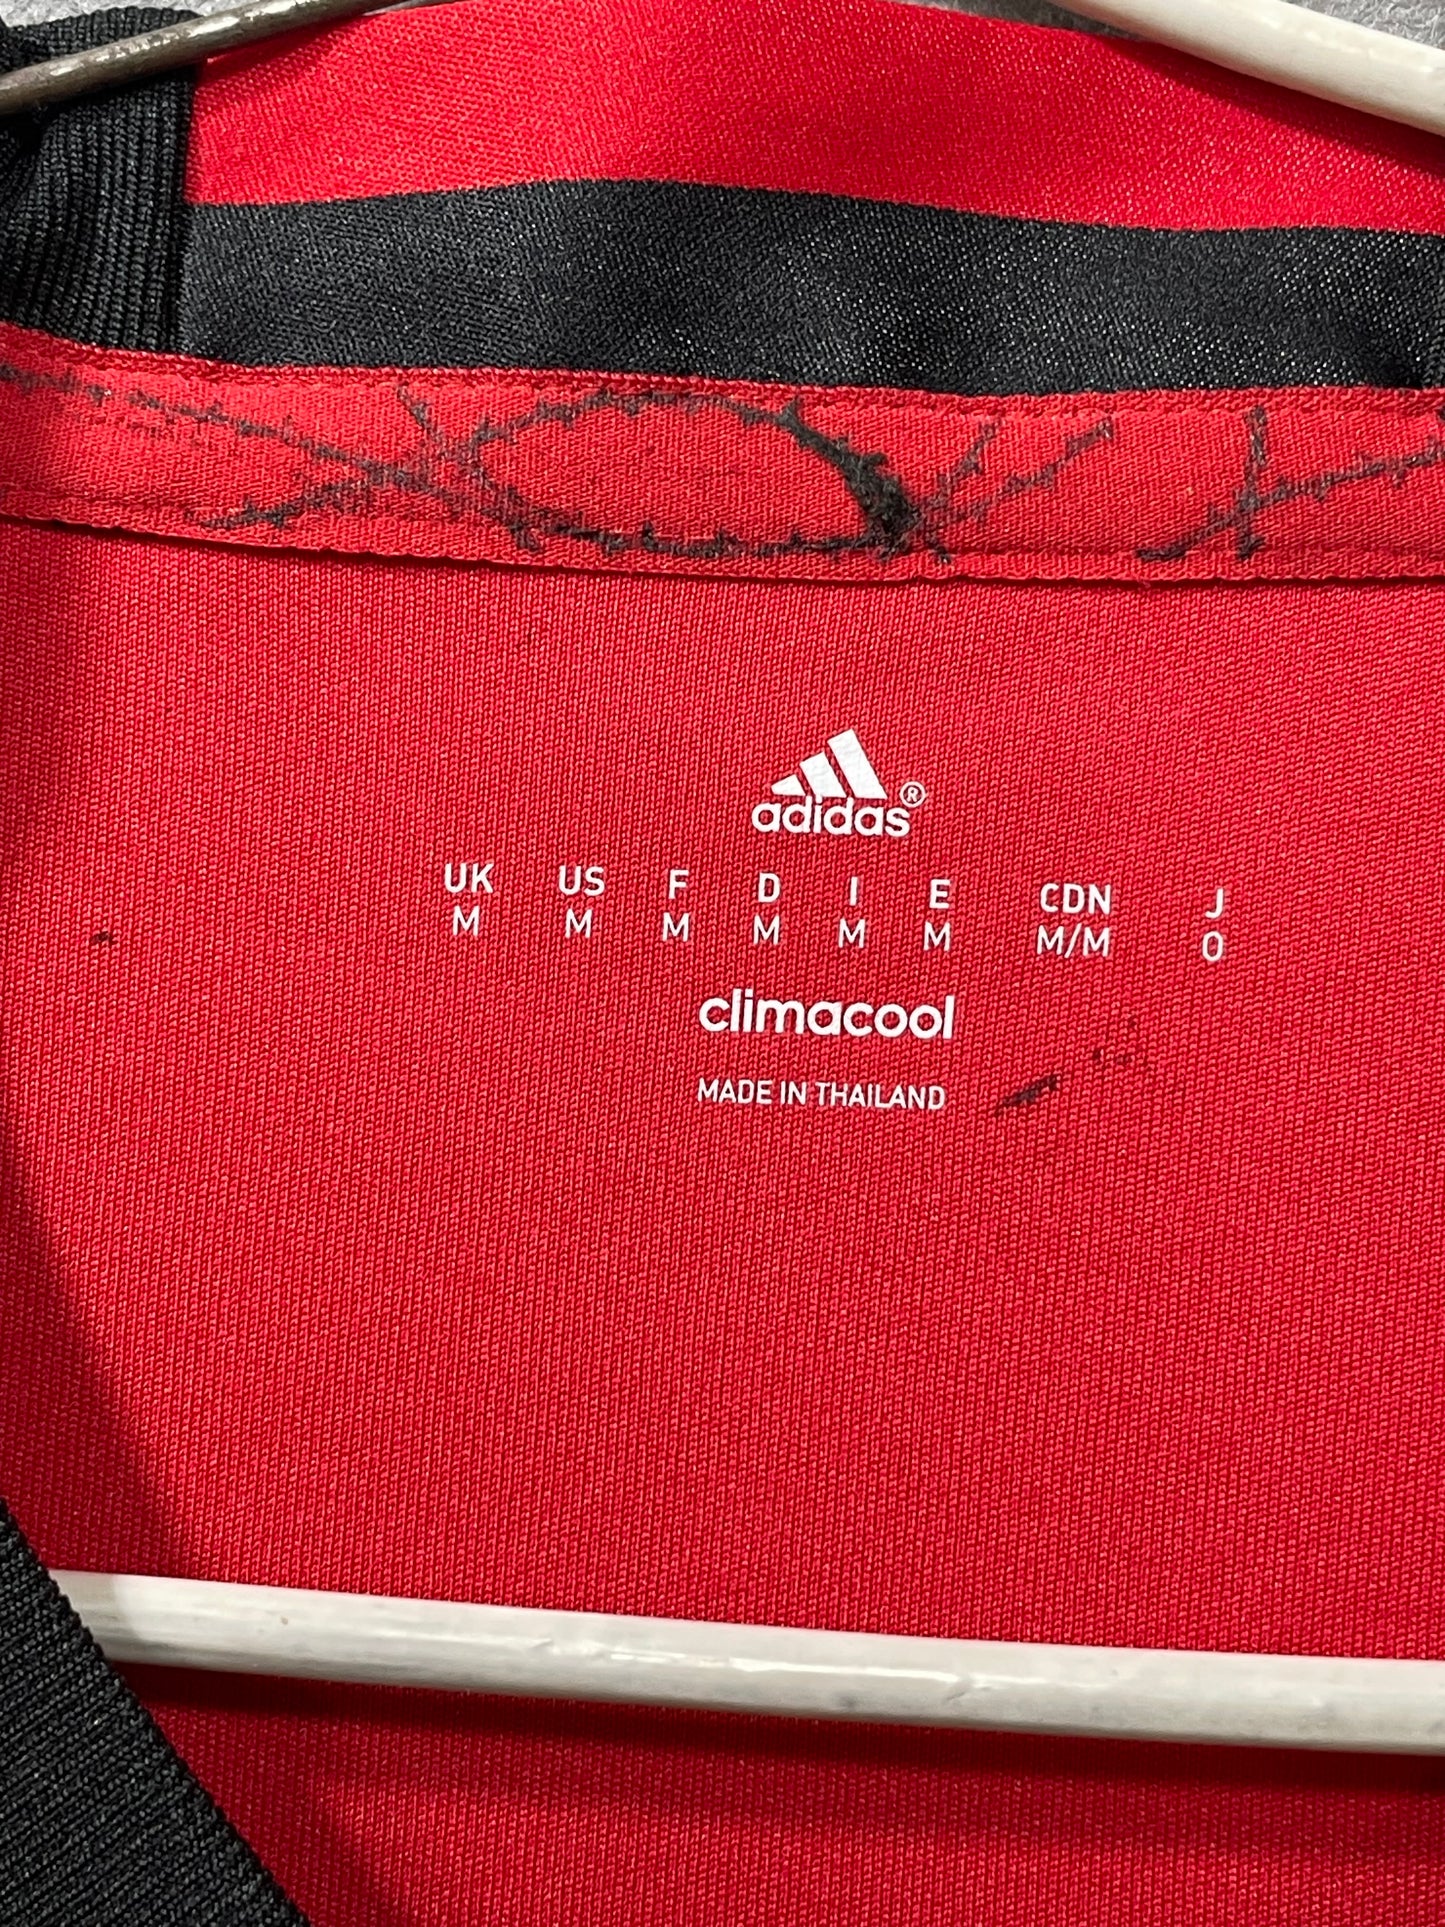 adidas®
UK US F D I E CDN J
M M M M M M M/M O
climacool
MADE IN THAILAND